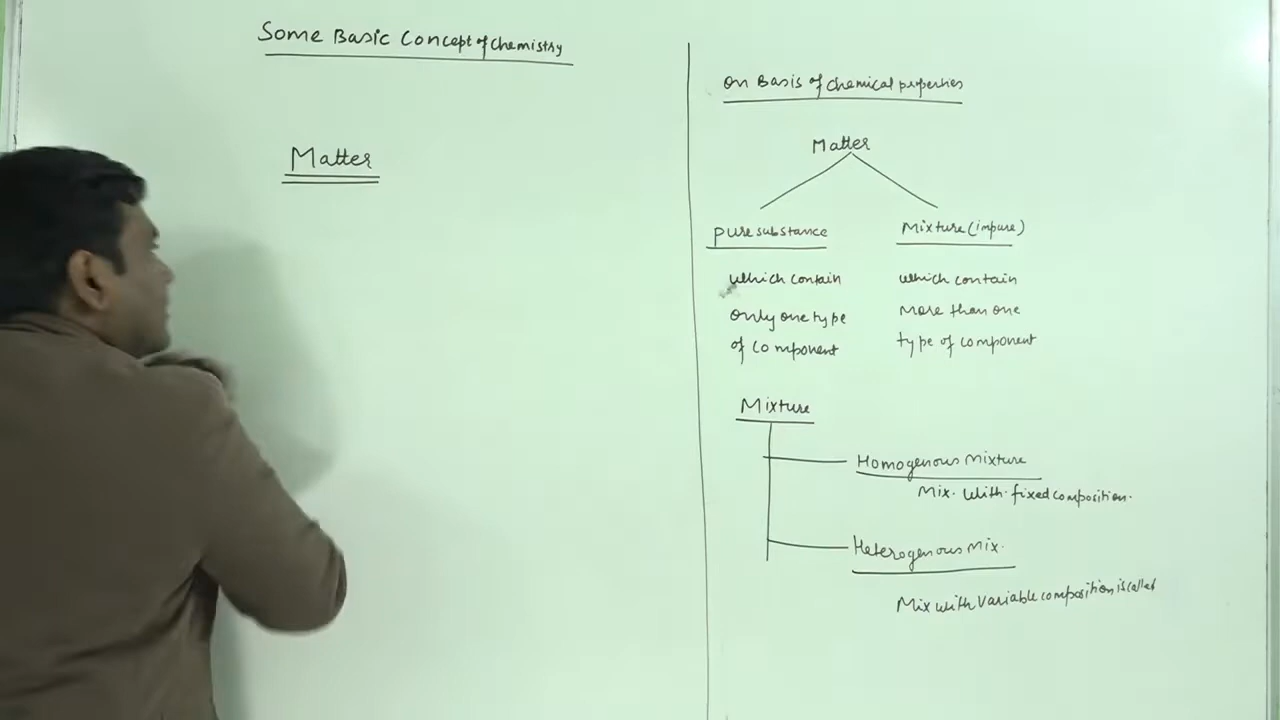 Some Basic Concept of Chemistry
Matter
On Basis of Chemical properties
Matter
Pure substance
Mixture (impure)
which contain
only one type
of component
which contain
More than one
type of component
Mixture
Homogenous Mixture
Mix. With fixed composition.
Heterogenous Mix.
Mix with Variable composition is called